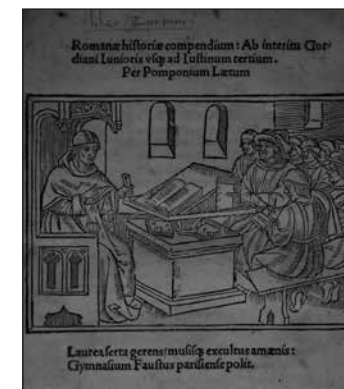 Romanæ historiæ compendium: Ab interitu Gor-
diani Iunioris vsq; ad Iustinum tertium.
Per Pomponium Lætum
Laurea serta gerens/musisq; excultus amænis:
Gymnasium Faustus parisiense polit.